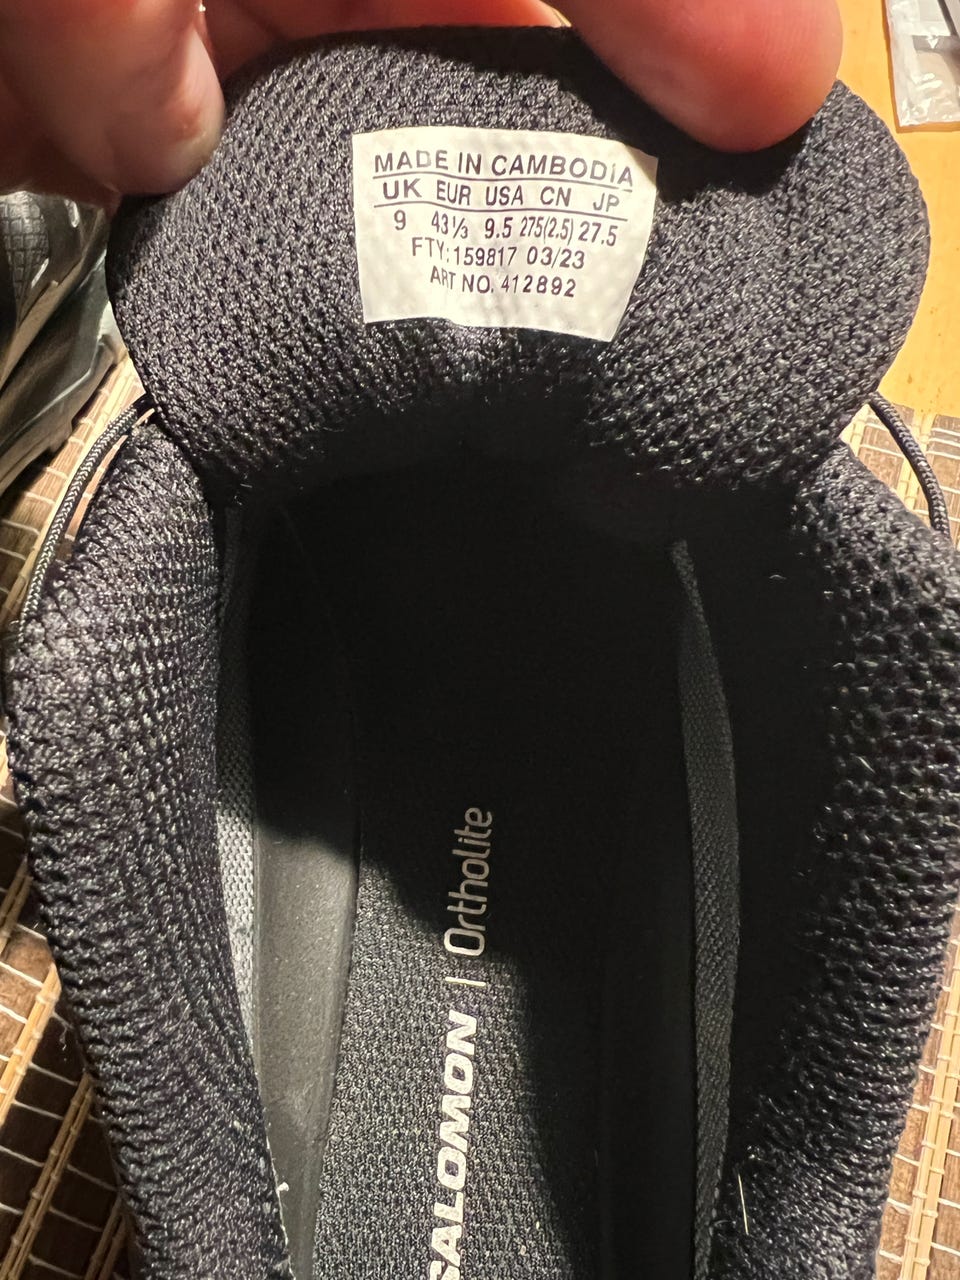 MADE IN CAMBODIA
UK EUR USA CN JP
9 43⅓ 9.5 275(2.5) 27.5
FTY:159817 03/23
ART NO. 412892
SALOMON | Ortholite